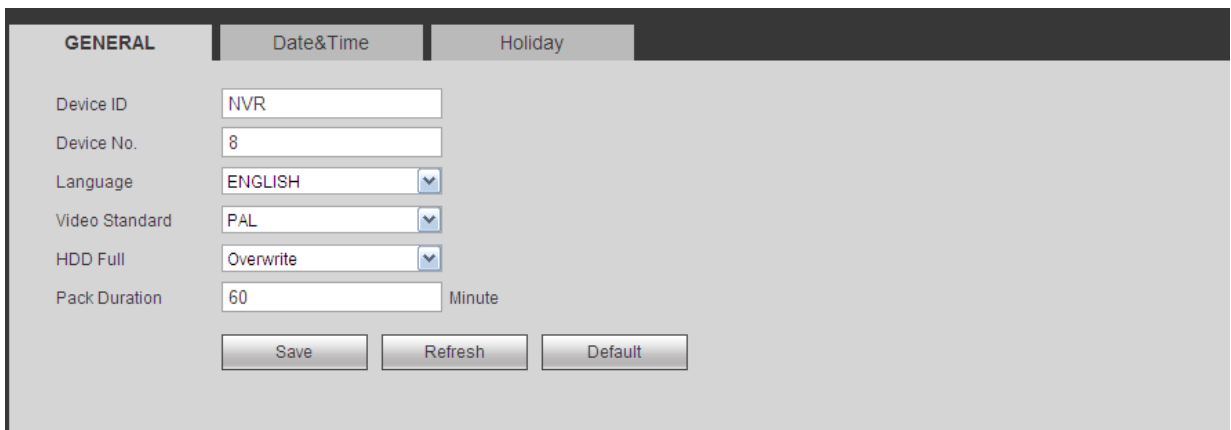 GENERAL Date&Time Holiday
Device ID NVR
Device No. 8
Language ENGLISH
Video Standard PAL
HDD Full Overwrite
Pack Duration 60 Minute
Save Refresh Default